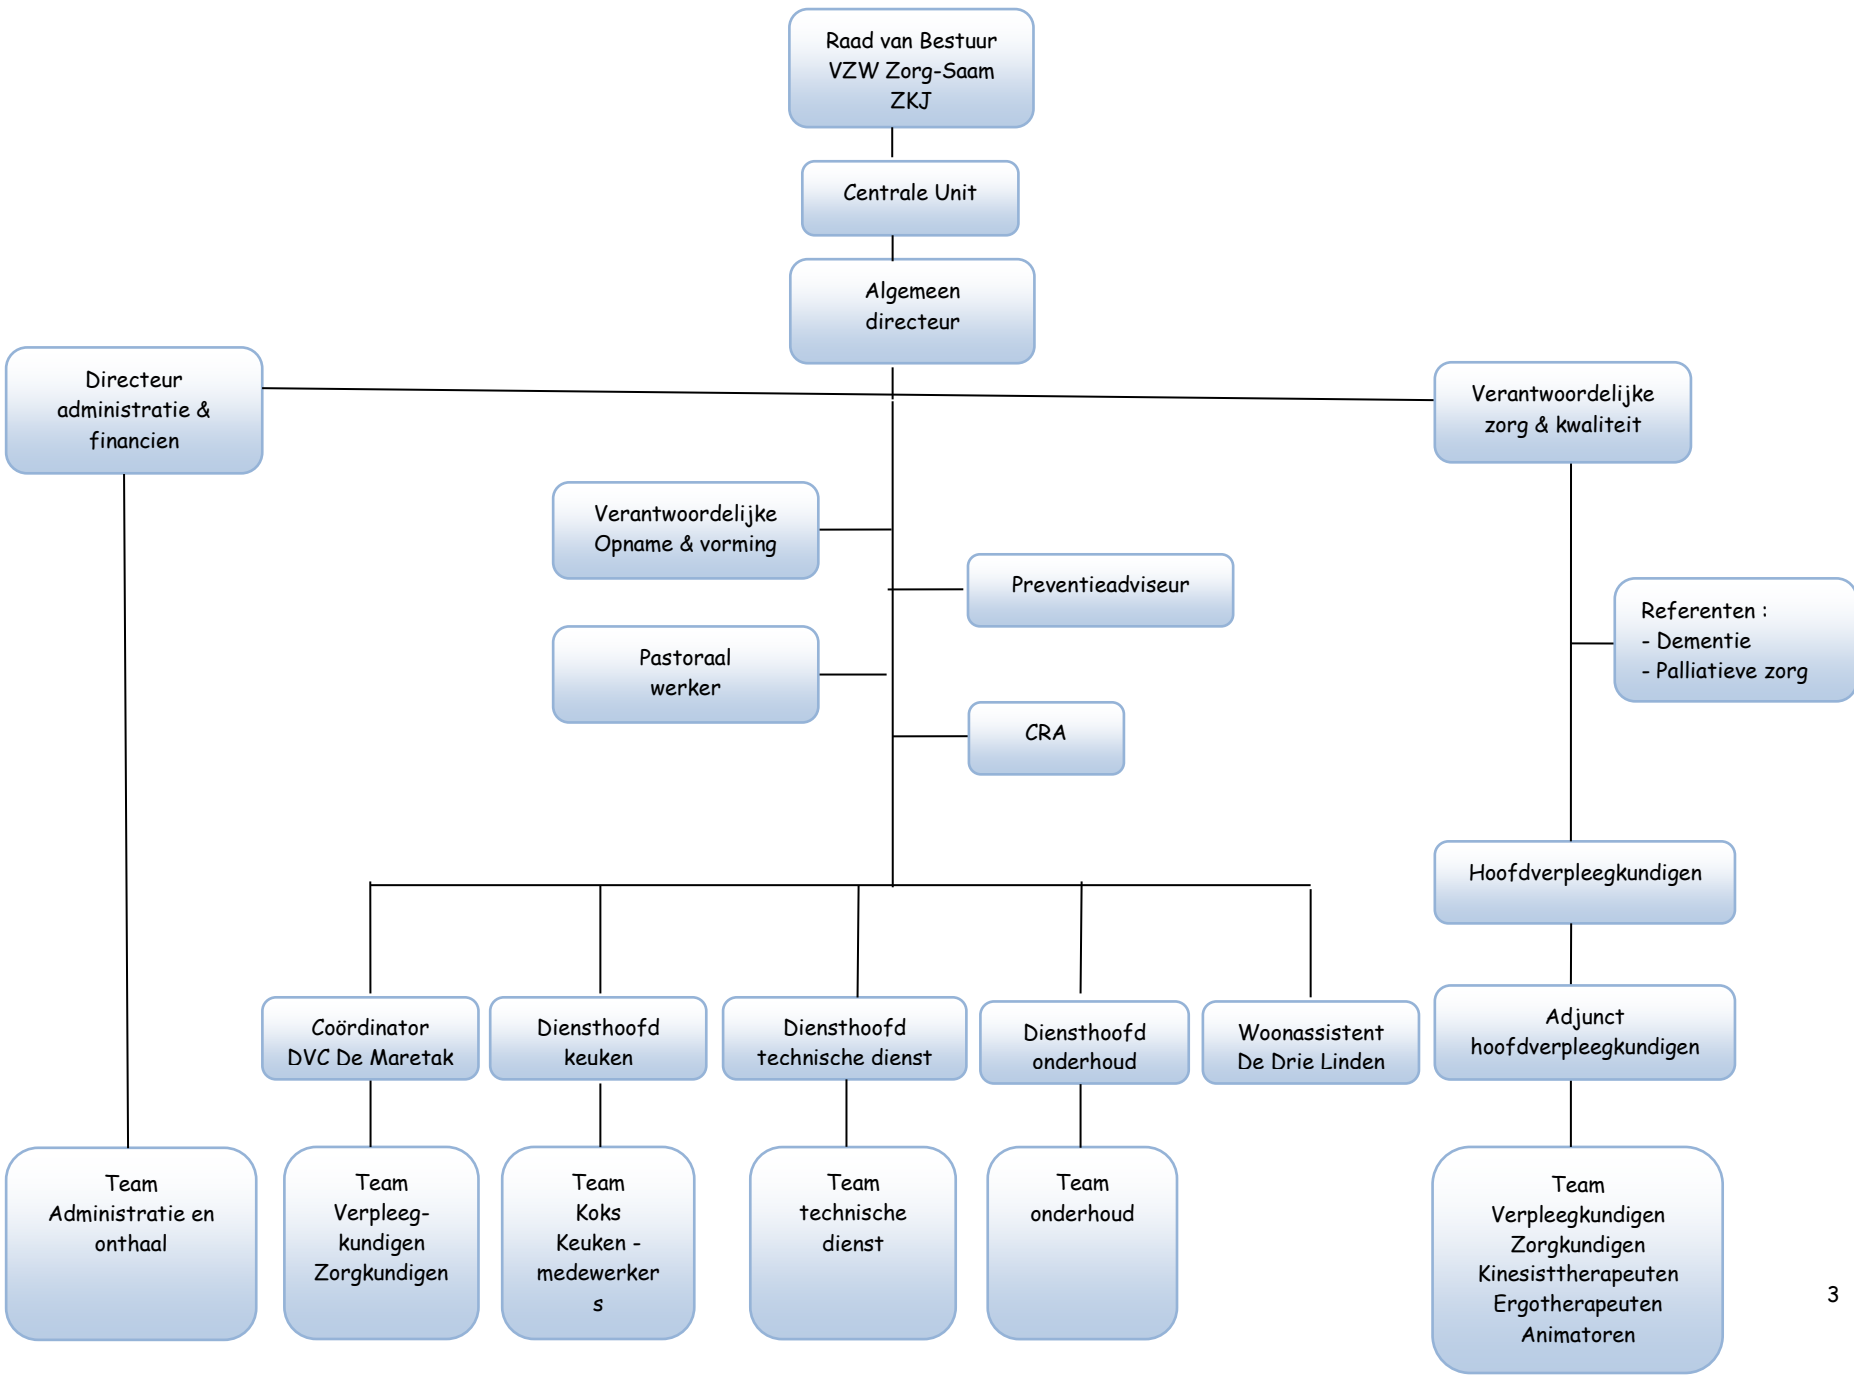 Raad van Bestuur
VZW Zorg-Saam
ZKJ
Centrale Unit
Algemeen
directeur
Directeur
administratie &
financien
Verantwoordelijke
zorg & kwaliteit
Verantwoordelijke
Opname & vorming
Preventieadviseur
Referenten :
- Dementie
- Palliatieve zorg
Pastoraal
werker
CRA
Hoofdverpleegkundigen
Adjunct
hoofdverpleegkundigen
Coördinator
DVC De Maretak
Diensthoofd
keuken
Diensthoofd
technische dienst
Diensthoofd
onderhoud
Woonassistent
De Drie Linden
Team
Administratie en
onthaal
Team
Verpleeg-
kundigen
Zorgkundigen
Team
Koks
Keuken -
medewerker
s
Team
technische
dienst
Team
onderhoud
Team
Verpleegkundigen
Zorgkundigen
Kinesisttherapeuten
Ergotherapeuten
Animatoren
3